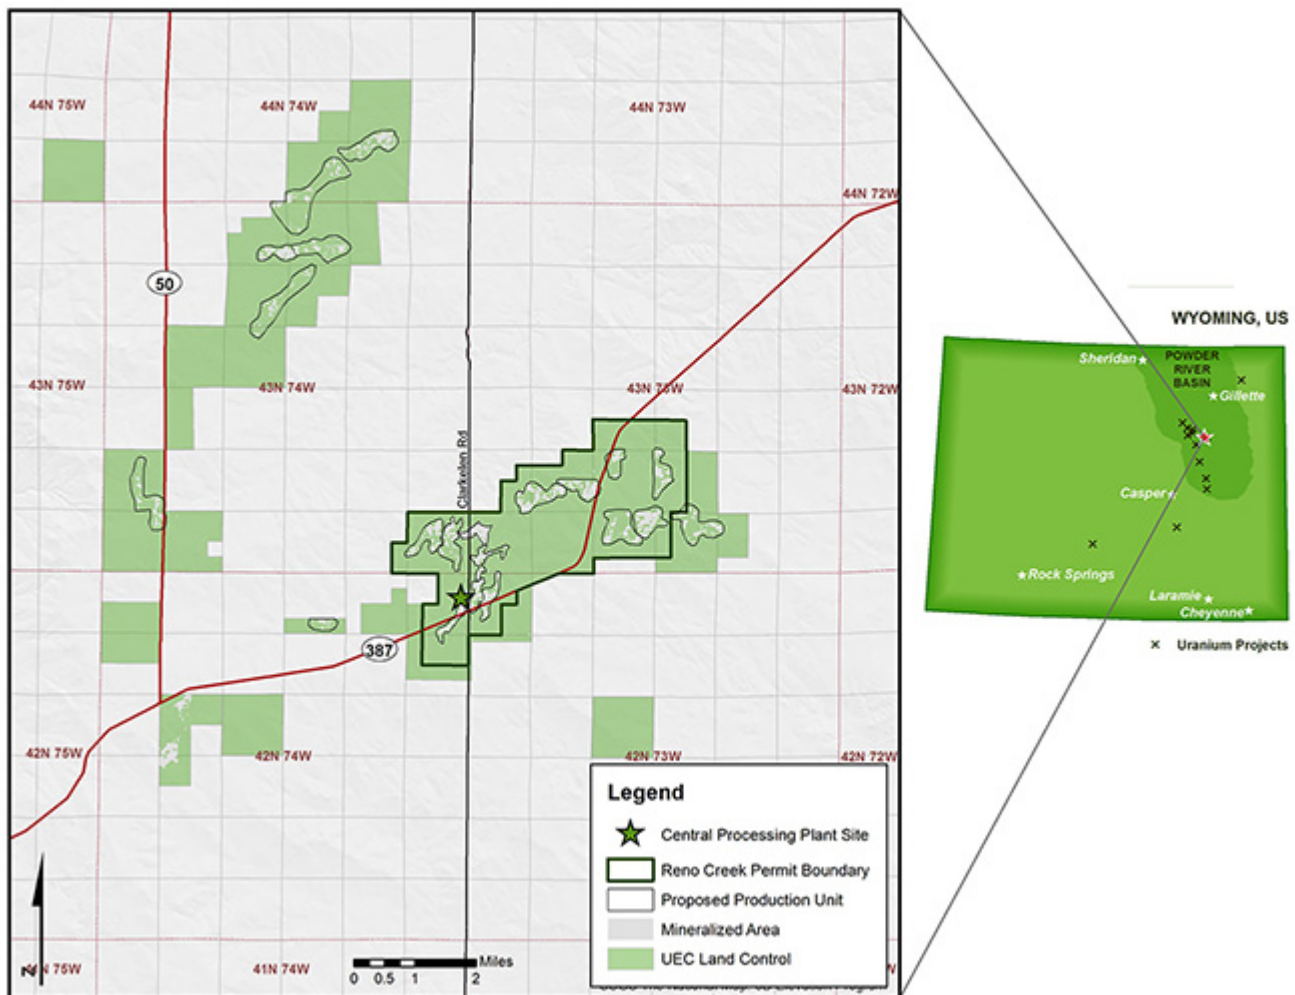 44N 75W
44N 74W
44N 73W
44N 72W
50
WYOMING, US
Sheridan
POWDER
RIVER
BASIN
Gillette
43N 75W
43N 74W
43N 73W
43N 72W
Clarkelen Rd
Casper
Rock Springs
Laramie
Cheyenne
Uranium Projects
387
42N 75W
42N 74W
42N 73W
42N 72W
Legend
Central Processing Plant Site
Reno Creek Permit Boundary
Proposed Production Unit
Mineralized Area
UEC Land Control
N
75W
41N 74W
Miles
0 0.5 1 2